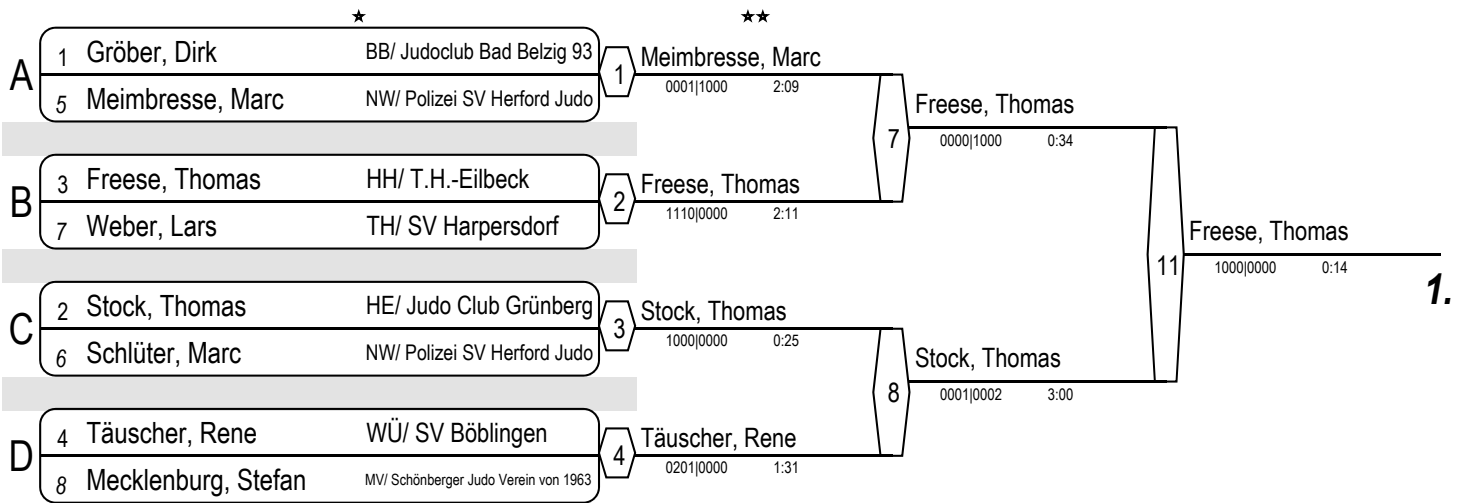 A
1 Gröber, Dirk BB/ Judoclub Bad Belzig 93
5 Meimbresse, Marc NW/ Polizei SV Herford Judo
1
Meimbresse, Marc
0001|1000 2:09
B
3 Freese, Thomas HH/ T.H.-Eilbeck
7 Weber, Lars TH/ SV Harpersdorf
2
Freese, Thomas
1110|0000 2:11
7
Freese, Thomas
0000|1000 0:34
C
2 Stock, Thomas HE/ Judo Club Grünberg
6 Schlüter, Marc NW/ Polizei SV Herford Judo
3
Stock, Thomas
1000|0000 0:25
D
4 Täuscher, Rene WÜ/ SV Böblingen
8 Mecklenburg, Stefan MV/ Schönberger Judo Verein von 1963
4
Täuscher, Rene
0201|0000 1:31
8
Stock, Thomas
0001|0002 3:00
11
Freese, Thomas
1000|0000 0:14
1.